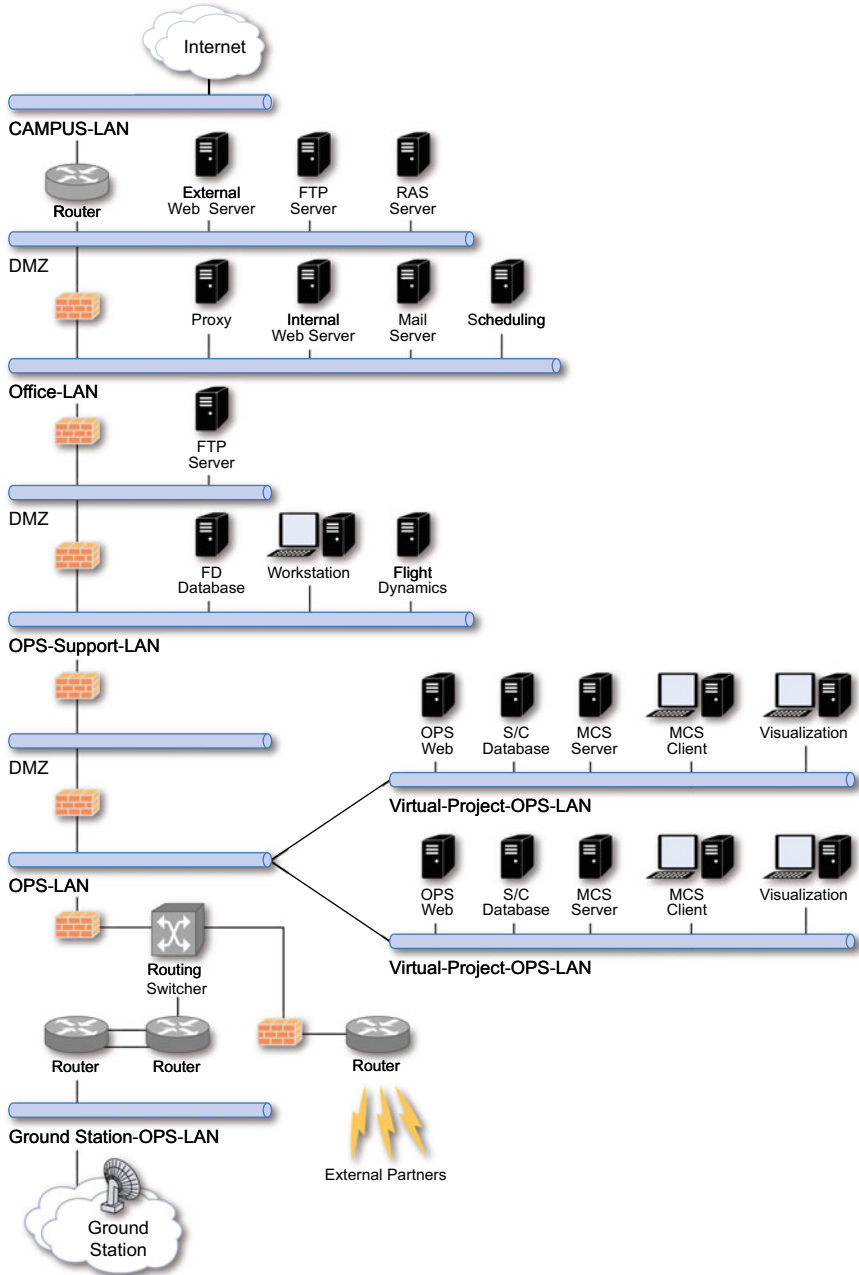 Internet
CAMPUS-LAN
Router
External
Web Server
FTP
Server
RAS
Server
DMZ
Proxy
Internal
Web Server
Mail
Server
Scheduling
Office-LAN
FTP
Server
DMZ
FD
Database
Workstation
Flight
Dynamics
OPS-Support-LAN
OPS
Web
S/C
Database
MCS
Server
MCS
Client
Visualization
DMZ
Virtual-Project-OPS-LAN
OPS-LAN
OPS
Web
S/C
Database
MCS
Server
MCS
Client
Visualization
Virtual-Project-OPS-LAN
Routing
Switcher
Router
Router
Router
Ground Station-OPS-LAN
External Partners
Ground
Station